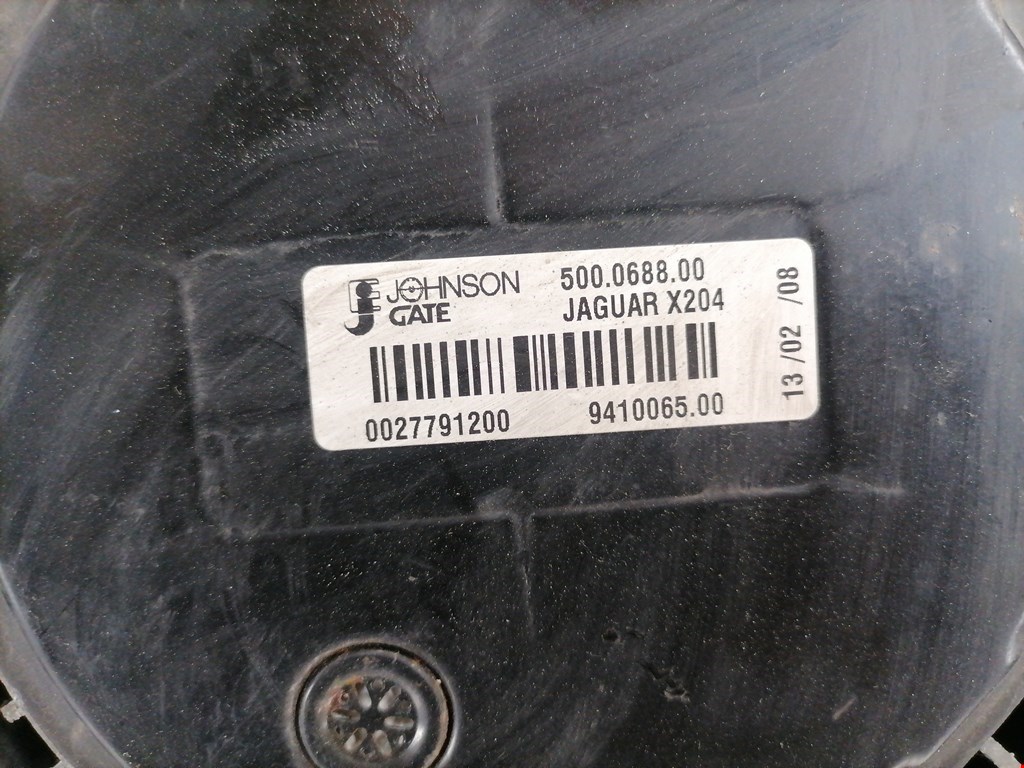 JOHNSON
GATE
500.0688.00
JAGUAR X204
0027791200
9410065.00
13 /02 /08